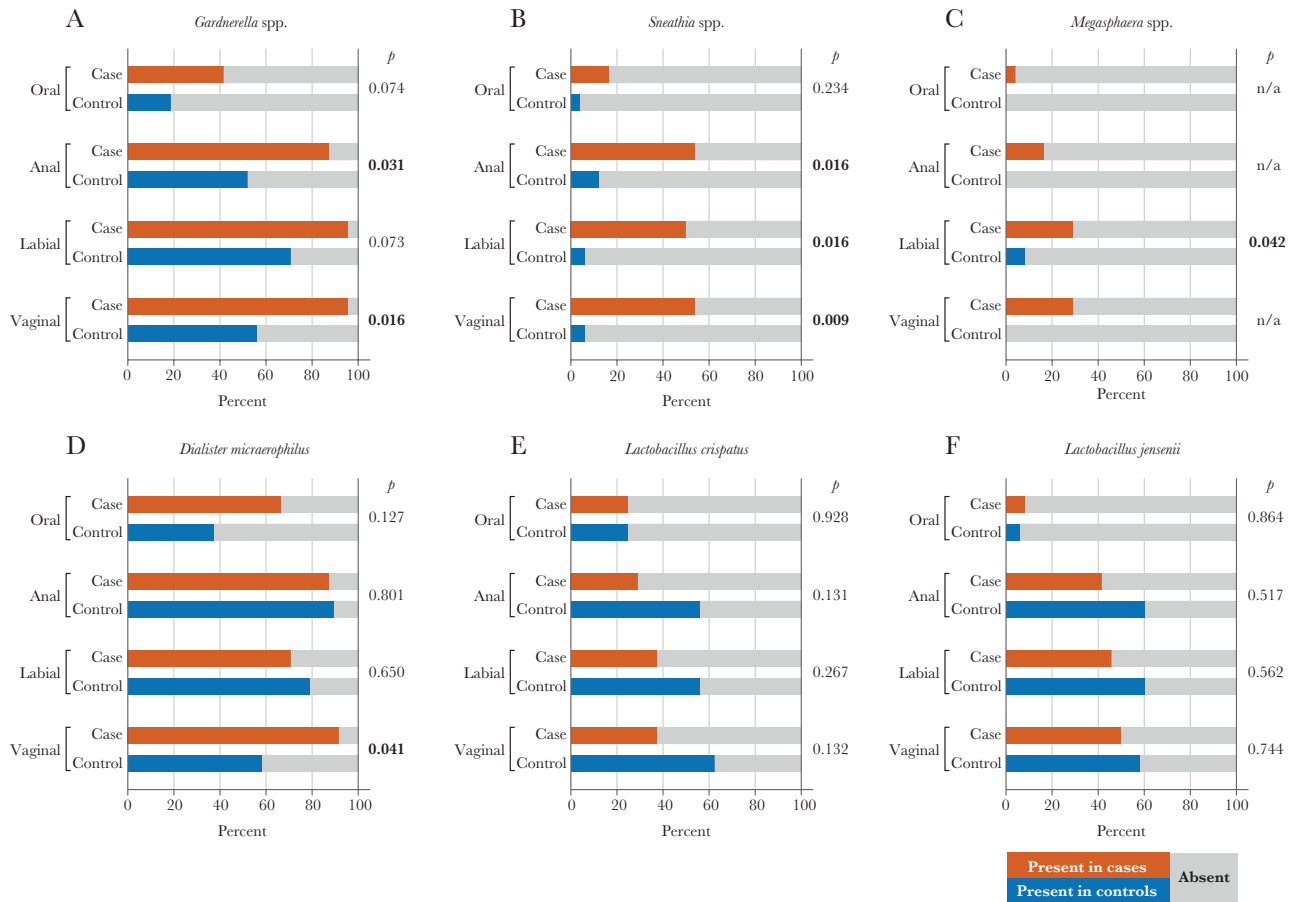 A
Gardnerella spp.
p
Oral
Case
Control
0.074
Anal
Case
Control
0.031
Labial
Case
Control
0.073
Vaginal
Case
Control
0.016
0 20 40 60 80 100
Percent
B
Sneathia spp.
p
Oral
Case
Control
0.234
Anal
Case
Control
0.016
Labial
Case
Control
0.016
Vaginal
Case
Control
0.009
0 20 40 60 80 100
Percent
C
Megasphaera spp.
p
Oral
Case
Control
n/a
Anal
Case
Control
n/a
Labial
Case
Control
0.042
Vaginal
Case
Control
n/a
0 20 40 60 80 100
Percent
D
Dialister micraerophilus
p
Oral
Case
Control
0.127
Anal
Case
Control
0.801
Labial
Case
Control
0.650
Vaginal
Case
Control
0.041
0 20 40 60 80 100
Percent
E
Lactobacillus crispatus
p
Oral
Case
Control
0.928
Anal
Case
Control
0.131
Labial
Case
Control
0.267
Vaginal
Case
Control
0.132
0 20 40 60 80 100
Percent
F
Lactobacillus jensenii
p
Oral
Case
Control
0.864
Anal
Case
Control
0.517
Labial
Case
Control
0.562
Vaginal
Case
Control
0.744
0 20 40 60 80 100
Percent
Present in cases
Present in controls
Absent